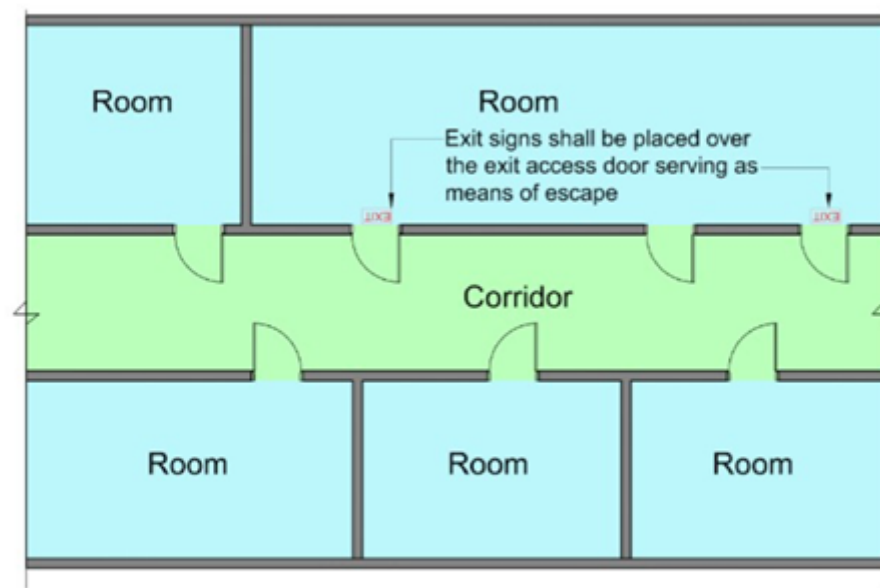 Room
Room
Exit signs shall be placed over
the exit access door serving as
means of escape
EXIT
EXIT
Corridor
Room
Room
Room